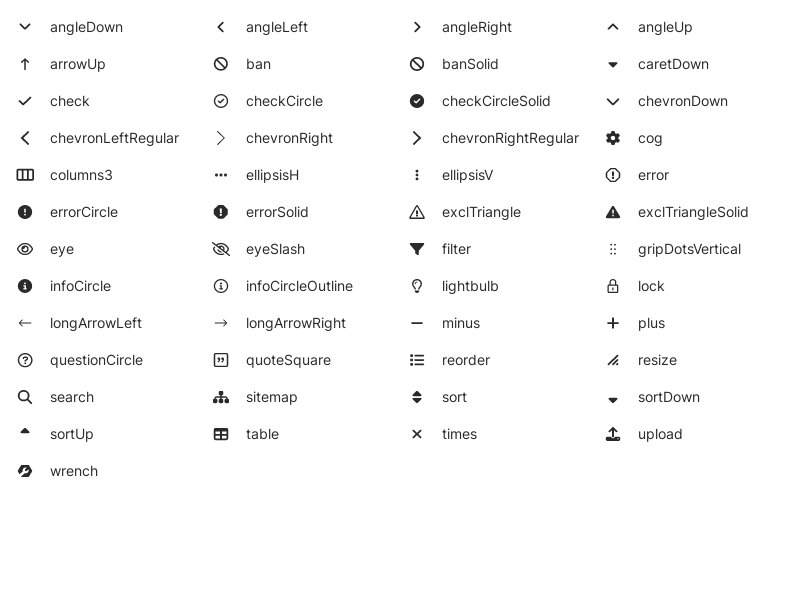 angleDown angleLeft angleRight angleUp
arrowUp ban banSolid caretDown
check checkCircle checkCircleSolid chevronDown
chevronLeftRegular chevronRight chevronRightRegular cog
columns3 ellipsisH ellipsisV error
errorCircle errorSolid exclTriangle exclTriangleSolid
eye eyeSlash filter gripDotsVertical
infoCircle infoCircleOutline lightbulb lock
longArrowLeft longArrowRight minus plus
questionCircle quoteSquare reorder resize
search sitemap sort sortDown
sortUp table times upload
wrench